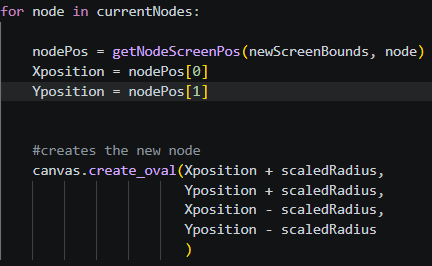 for node in currentNodes:
nodePos = getNodeScreenPos(newScreenBounds, node)
Xposition = nodePos[0]
Yposition = nodePos[1]
#creates the new node
canvas.create_oval(Xposition + scaledRadius,
Yposition + scaledRadius,
Xposition - scaledRadius,
Yposition - scaledRadius
)